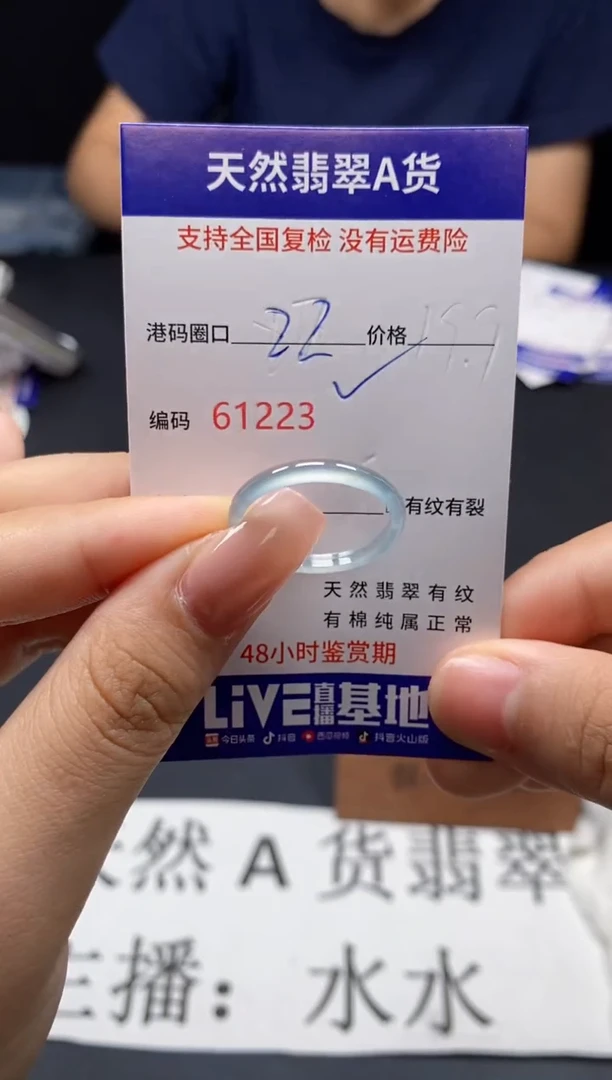 天然翡翠A货
支持全国复检 没有运费险
港码圈口 22 价格
编码 61223
有纹有裂
天然翡翠有纹
有棉纯属正常
48小时鉴赏期
LiVE直播基地
今日头条 抖音 西瓜视频 抖音火山版
然 A 货翡翠
主播：水水